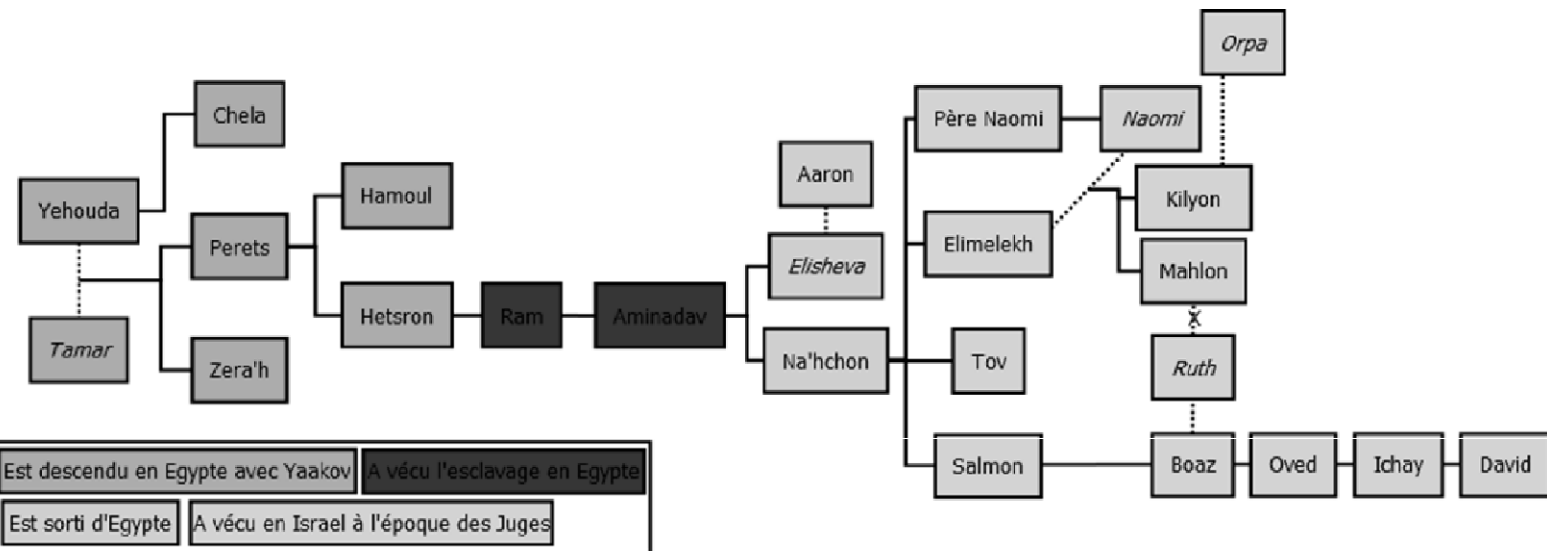 Orpa
Chela
Père Naomi
Naomi
Aaron
Yehouda
Hamoul
Kilyon
Perets
Elimelekh
Elisheva
Mahlon
Hetsron
Ram
Aminadav
X
Tamar
Zera'h
Na'hchon
Tov
Ruth
Salmon
Boaz
Oved
Ichay
David
Est descendu en Egypte avec Yaakov
A vécu l'esclavage en Egypte
Est sorti d'Egypte
A vécu en Israel à l'époque des Juges